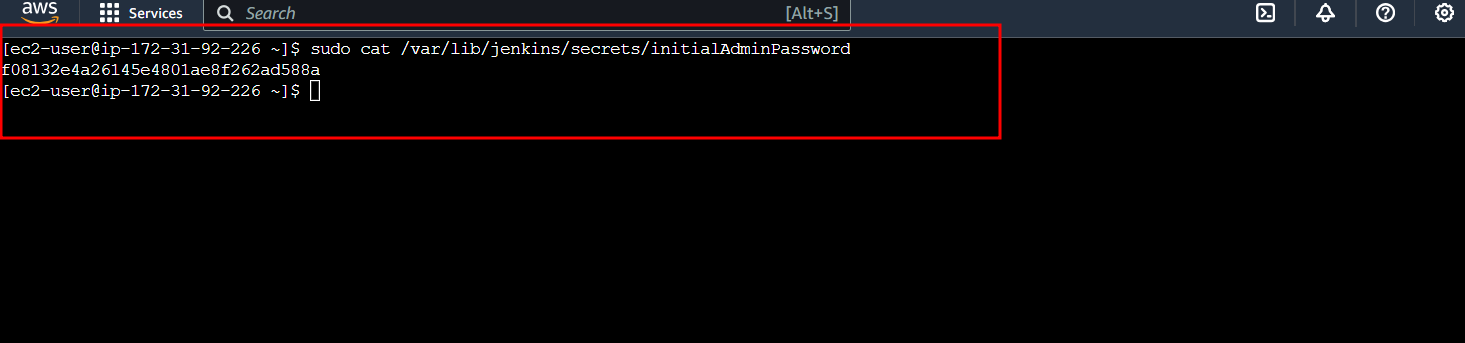 aws Services Search [Alt+S]
[ec2-user@ip-172-31-92-226 ~]$ sudo cat /var/lib/jenkins/secrets/initialAdminPassword
f08132e4a26145e4801ae8f262ad588a
[ec2-user@ip-172-31-92-226 ~]$